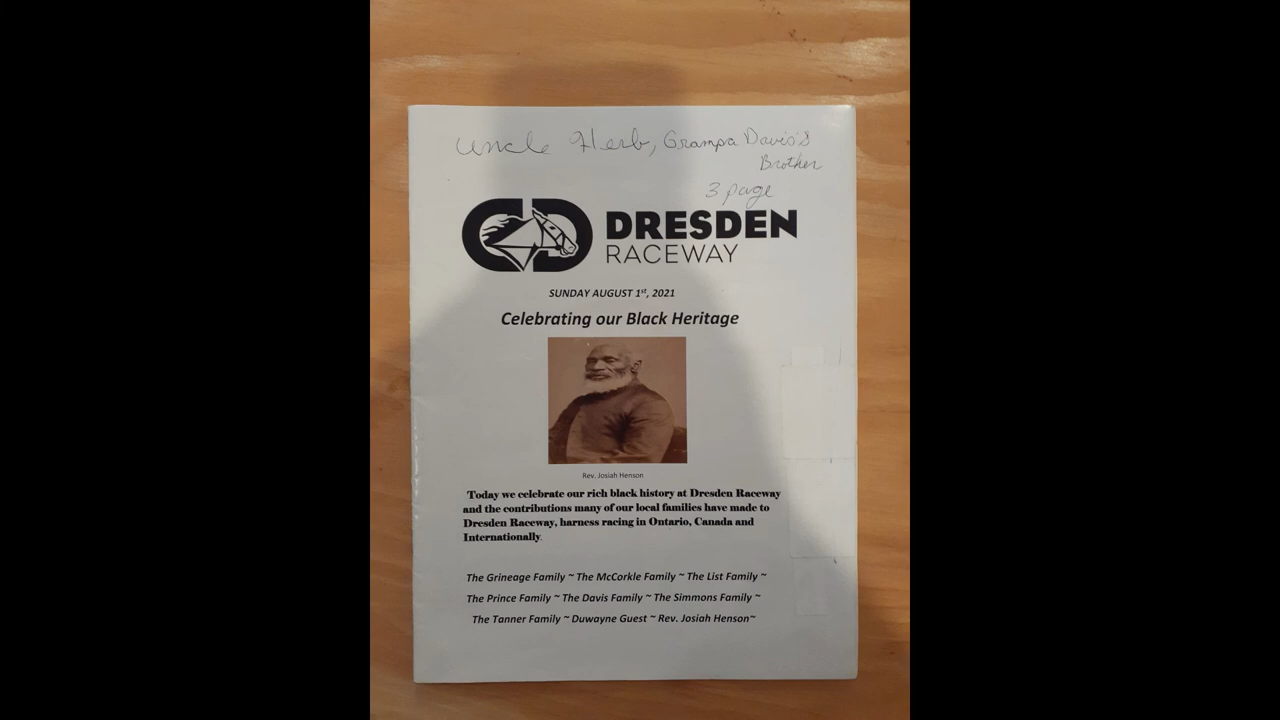 Uncle Herb, Grampa Davis's
Brother
3 page
DRESDEN
RACEWAY
SUNDAY AUGUST 1st, 2021
Celebrating our Black Heritage
Rev. Josiah Henson
Today we celebrate our rich black history at Dresden Raceway
and the contributions many of our local families have made to
Dresden Raceway, harness racing in Ontario, Canada and
Internationally.
The Grineage Family ~ The McCorkle Family ~ The List Family ~
The Prince Family ~ The Davis Family ~ The Simmons Family ~
The Tanner Family ~ Duwayne Guest ~ Rev. Josiah Henson~